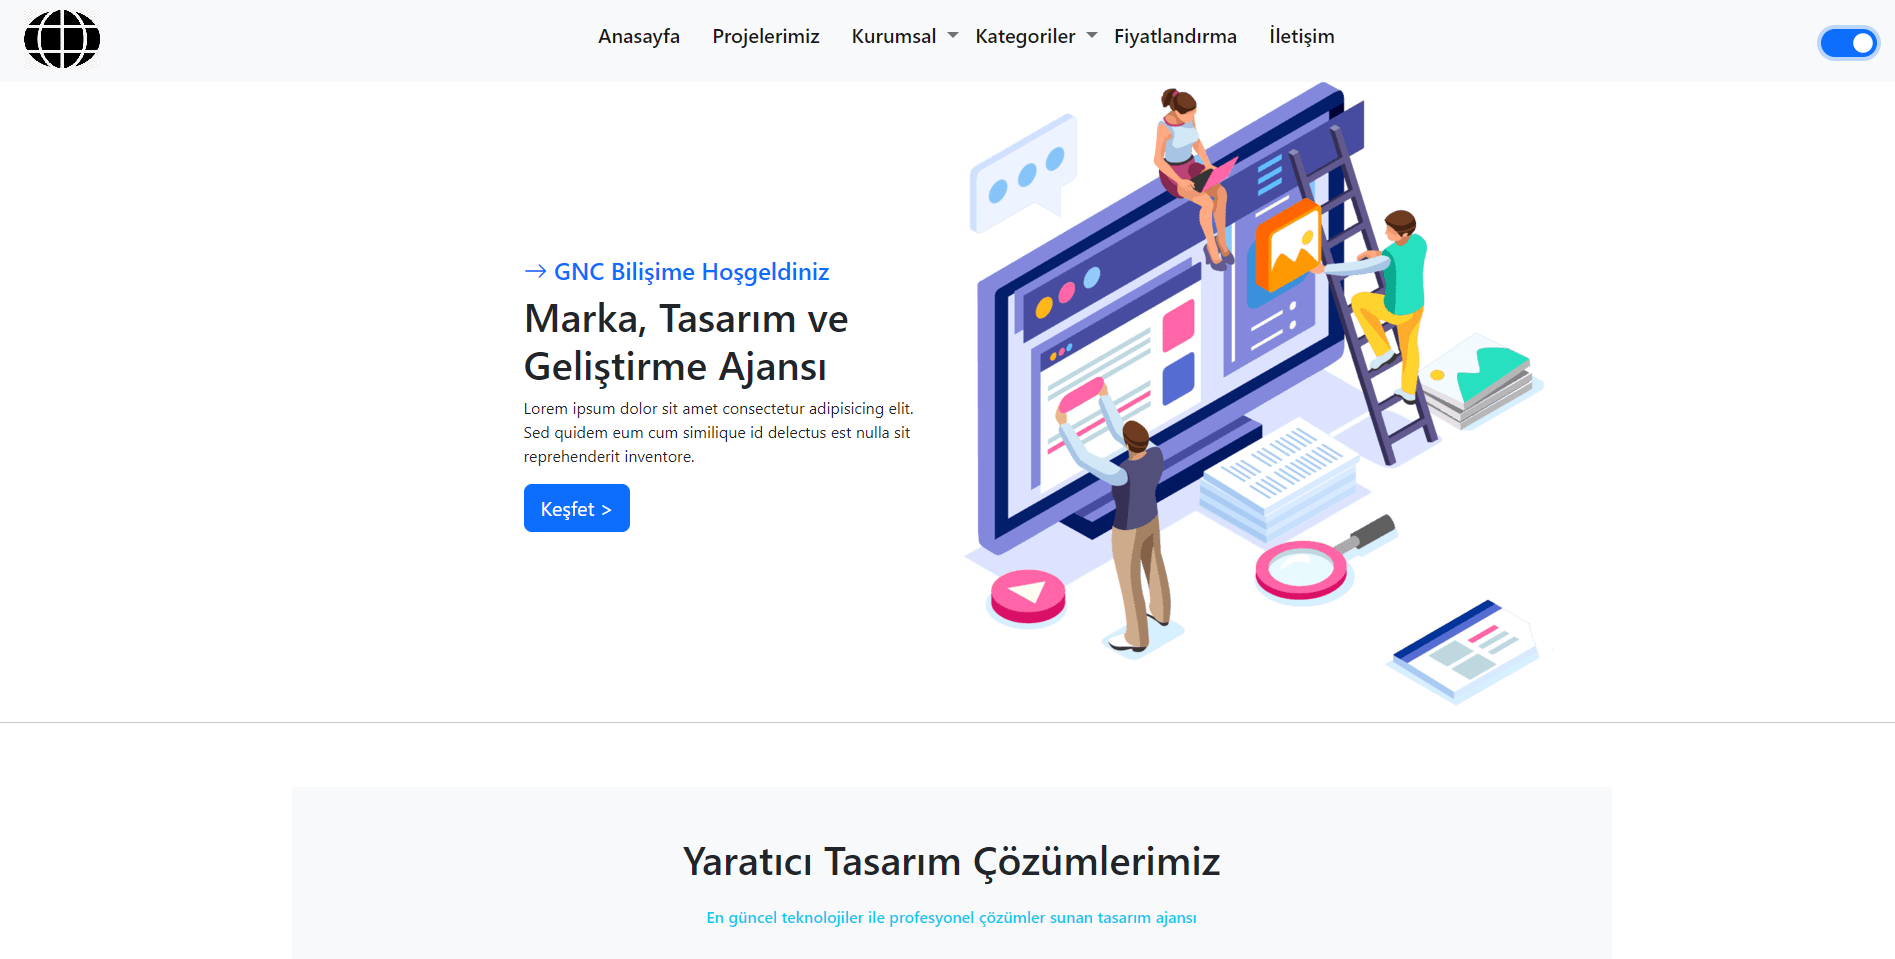 Anasayfa Projelerimiz Kurumsal Kategoriler Fiyatlandırma İletişim
→ GNC Bilişime Hoşgeldiniz
Marka, Tasarım ve
Geliştirme Ajansı
Lorem ipsum dolor sit amet consectetur adipisicing elit.
Sed quidem eum cum similique id delectus est nulla sit
reprehenderit inventore.
Keşfet >
Yaratıcı Tasarım Çözümlerimiz
En güncel teknolojiler ile profesyonel çözümler sunan tasarım ajansı